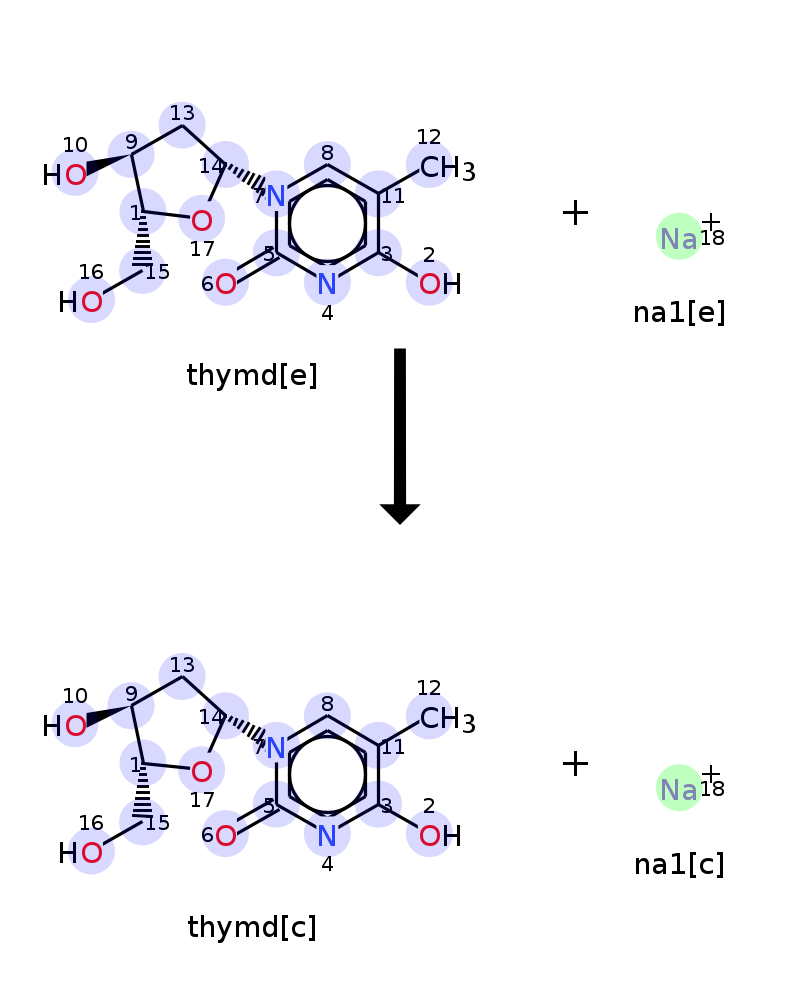 13
10 9 12
HO 14 8 CH3
7 N 11 +
1 O Na+ 18
17 5 3 2
16 15 6 O N OH
HO 4 na1[e]
thymd[e]
13
10 9 12
HO 14 8 CH3
7 N 11 +
1 O Na+ 18
17 5 3 2
16 15 6 O N OH
HO 4 na1[c]
thymd[c]